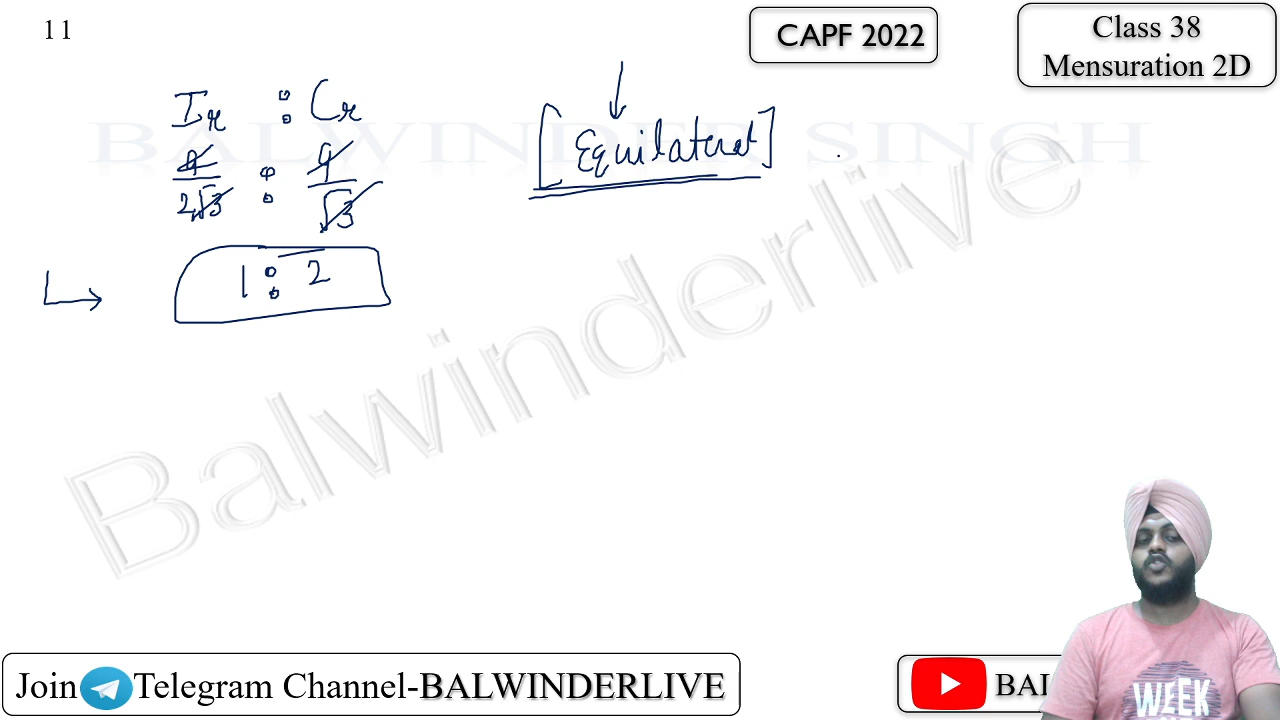 11
CAPF 2022
Class 38
Mensuration 2D
Ir : Cr
a/2√3 : a/√3
1 : 2
[Equilateral]
BALWINDER SINGH
Balwinderlive
Join Telegram Channel-BALWINDERLIVE
BAL
WEEK